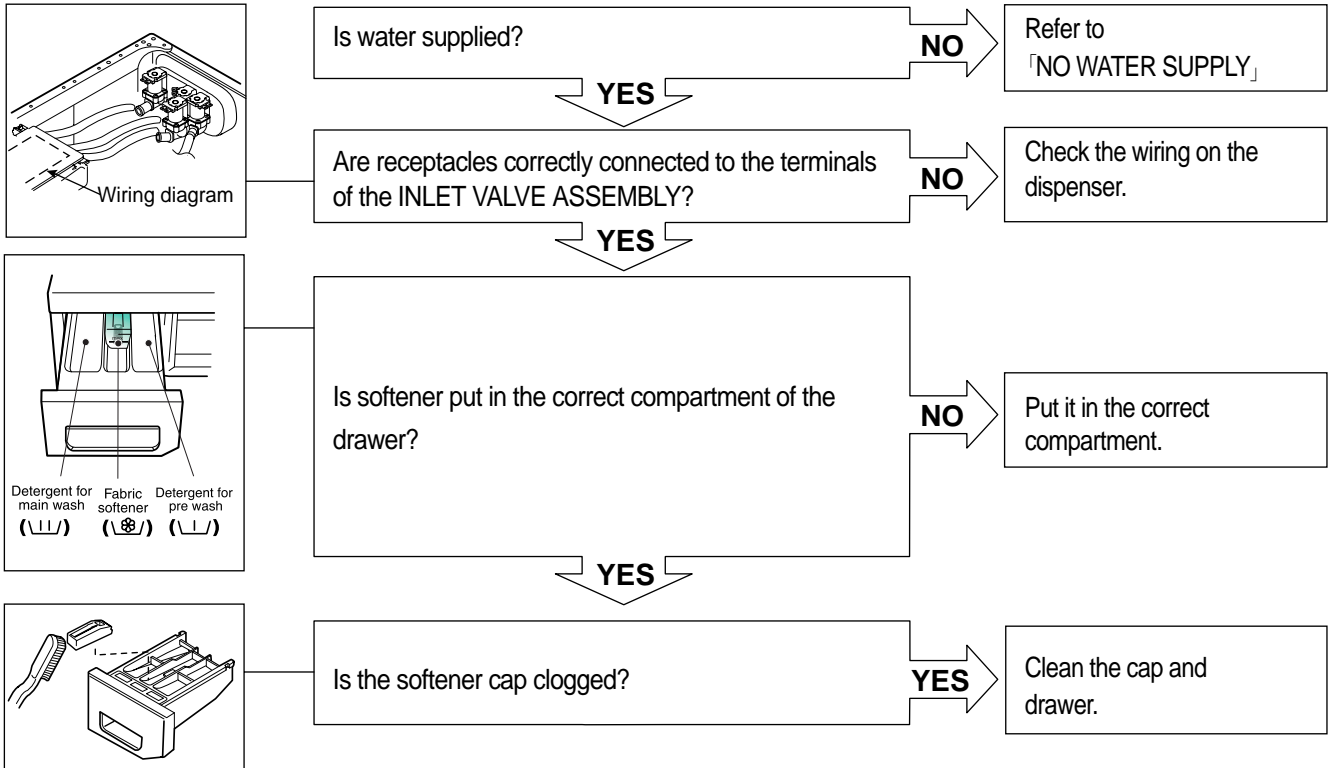 Is water supplied?
NO
Refer to
「NO WATER SUPPLY」
YES
Wiring diagram
Are receptacles correctly connected to the terminals
of the INLET VALVE ASSEMBLY?
NO
Check the wiring on the
dispenser.
YES
Is softener put in the correct compartment of the
drawer?
NO
Put it in the correct
compartment.
Detergent for
main wash
Fabric
softener
Detergent for
pre wash
YES
Is the softener cap clogged?
YES
Clean the cap and
drawer.